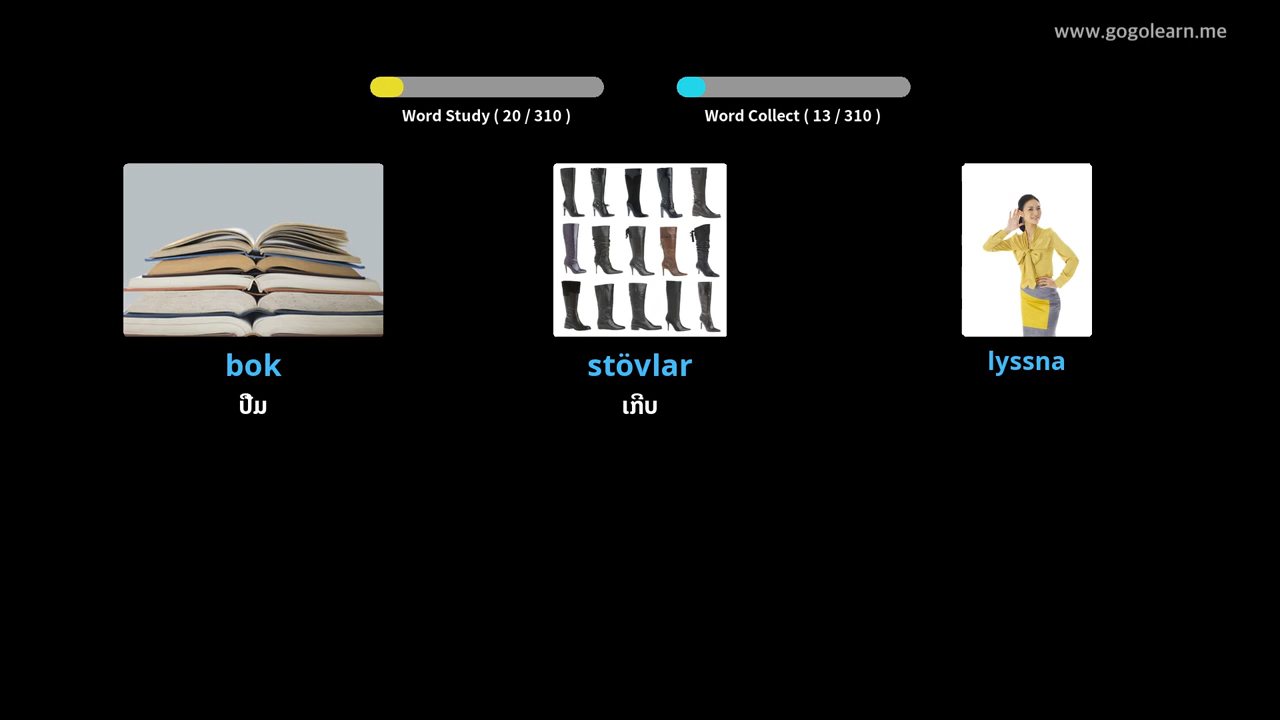 www.gogolearn.me
Word Study ( 20 / 310 )
Word Collect ( 13 / 310 )
bok
stövlar
lyssna
ປຶ້ມ
ເກີບ